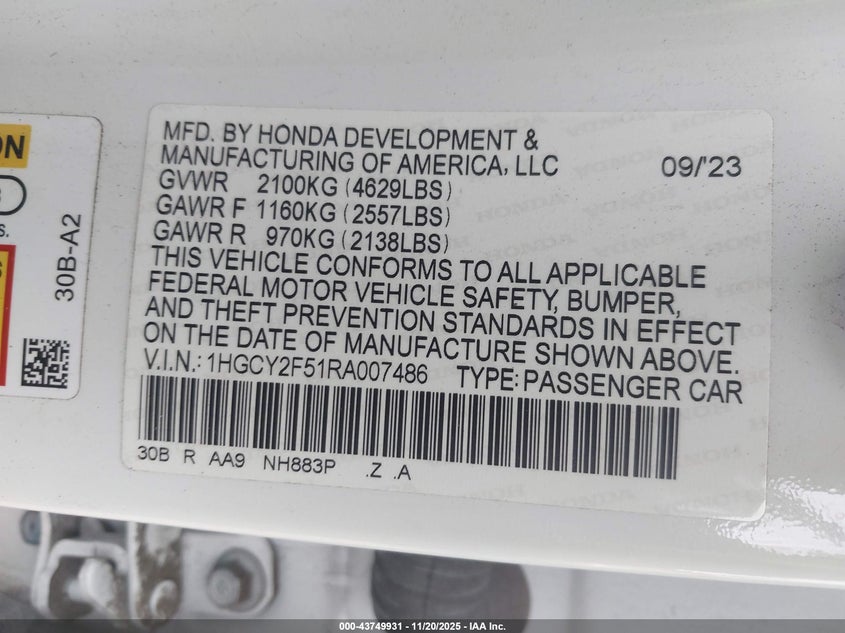 ON
S.
S
30B-A2
MFD. BY HONDA DEVELOPMENT &
MANUFACTURING OF AMERICA, LLC 09/'23
GVWR 2100KG (4629LBS)
GAWR F 1160KG (2557LBS)
GAWR R 970KG (2138LBS)
THIS VEHICLE CONFORMS TO ALL APPLICABLE
FEDERAL MOTOR VEHICLE SAFETY, BUMPER,
AND THEFT PREVENTION STANDARDS IN EFFECT
ON THE DATE OF MANUFACTURE SHOWN ABOVE.
V.I.N.: 1HGCY2F51RA007486 TYPE: PASSENGER CAR
30B R AA9 NH883P .Z .A
000-43749931 - 11/20/2025 - IAA Inc.